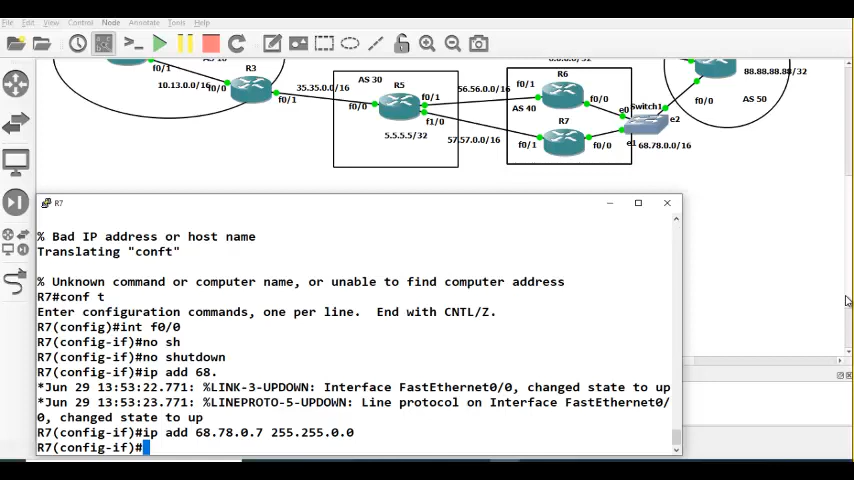 File Edit View Control Node Annotate Tools Help
f0/1
10.13.0.0/16
f0/0
R3
f0/1
35.35.0.0/16
AS 30
R5
f0/0
f0/1
f1/0
5.5.5.5/32
56.56.0.0/16
57.57.0.0/16
R6
f0/1
f0/0
AS 40
R7
f0/1
f0/0
Switch1
e0
e1
e2
68.78.0.0/16
f0/0
88.88.88.88/32
AS 50
R7
% Bad IP address or host name
Translating "conft"
% Unknown command or computer name, or unable to find computer address
R7#conf t
Enter configuration commands, one per line. End with CNTL/Z.
R7(config)#int f0/0
R7(config-if)#no sh
R7(config-if)#no shutdown
R7(config-if)#ip add 68.
*Jun 29 13:53:22.771: %LINK-3-UPDOWN: Interface FastEthernet0/0, changed state to up
*Jun 29 13:53:23.771: %LINEPROTO-5-UPDOWN: Line protocol on Interface FastEthernet0/
0, changed state to up
R7(config-if)#ip add 68.78.0.7 255.255.0.0
R7(config-if)#